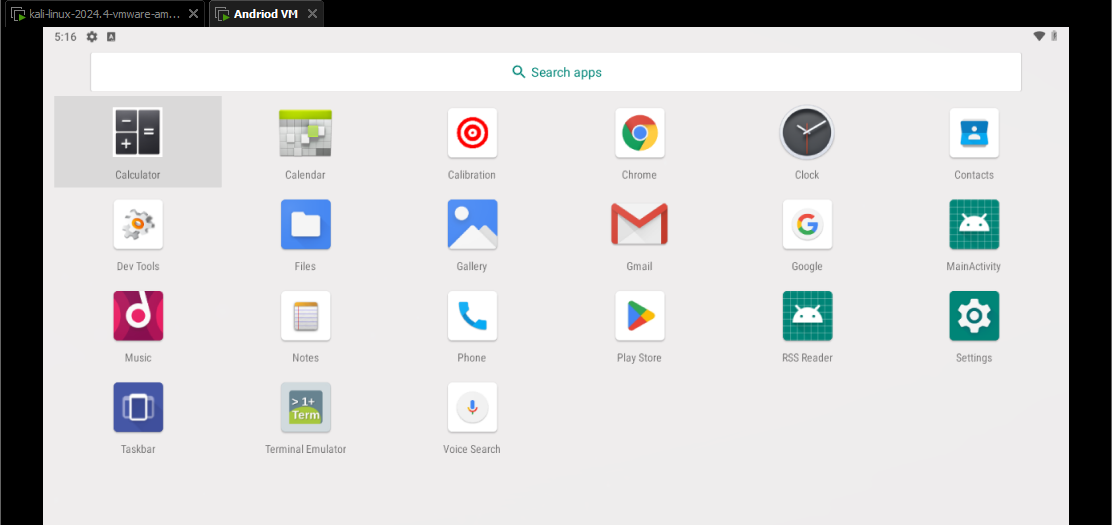 kali-linux-2024.4-vmware-am... Andriod VM
5:16
Search apps
Calculator Calendar Calibration Chrome Clock Contacts
Dev Tools Files Gallery Gmail Google MainActivity
Music Notes Phone Play Store RSS Reader Settings
> 1+
Term
Taskbar Terminal Emulator Voice Search